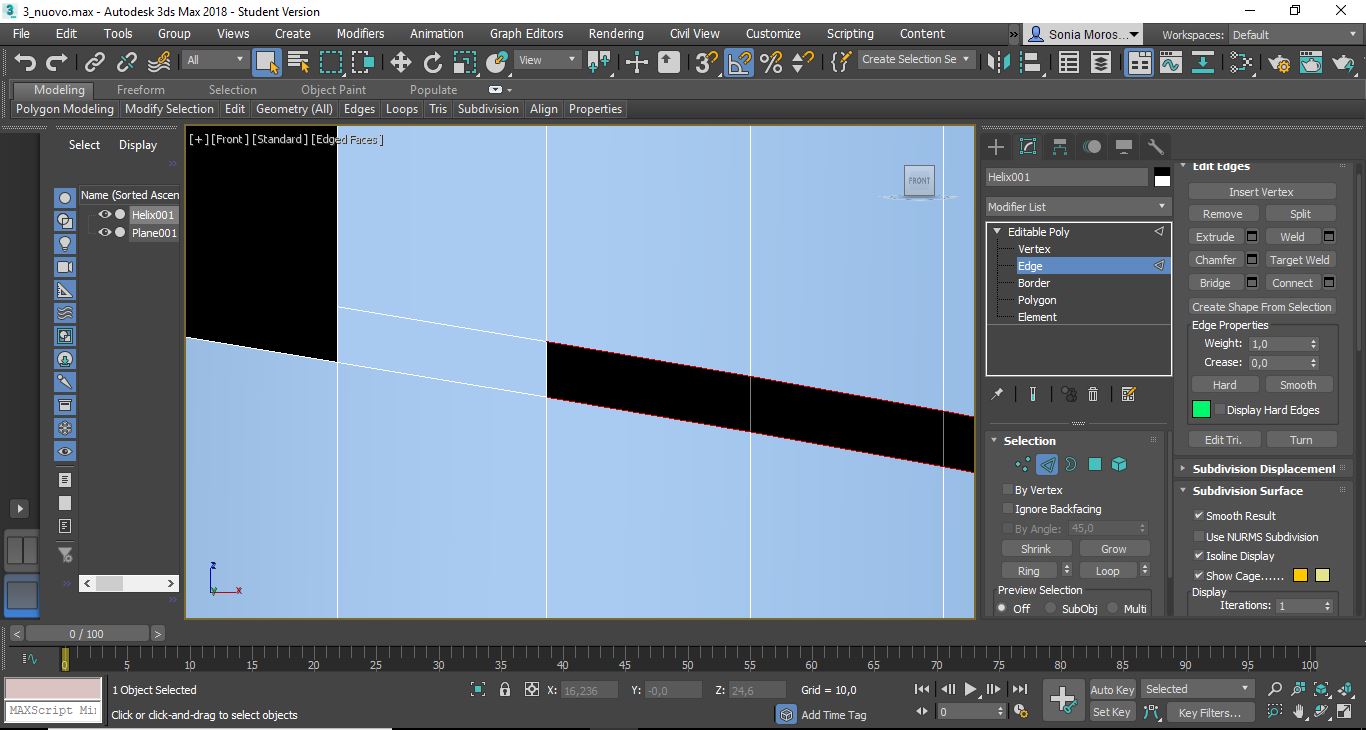 3_nuovo.max - Autodesk 3ds Max 2018 - Student Version
File Edit Tools Group Views Create Modifiers Animation Graph Editors Rendering Civil View Customize Scripting Content » Sonia Moros... Workspaces: Default
All View 3 Create Selection Se
Modeling Freeform Selection Object Paint Populate
Polygon Modeling Modify Selection Edit Geometry (All) Edges Loops Tris Subdivision Align Properties
Select Display
Name (Sorted Ascen
Helix001
Plane001
[+] [Front ] [Standard ] [Edged Faces ]
FRONT
z
x
y
Helix001
Modifier List
Editable Poly
Vertex
Edge
Border
Polygon
Element
Selection
By Vertex
Ignore Backfacing
By Angle: 45,0
Shrink Grow
Ring Loop
Preview Selection
Off SubObj Multi
Edit Edges
Insert Vertex
Remove Split
Extrude Weld
Chamfer Target Weld
Bridge Connect
Create Shape From Selection
Edge Properties
Weight: 1,0
Crease: 0,0
Hard Smooth
Display Hard Edges
Edit Tri. Turn
Subdivision Displacement
Subdivision Surface
Smooth Result
Use NURMS Subdivision
Isoline Display
Show Cage......
Display
Iterations: 1
< 0 / 100 >
0 5 10 15 20 25 30 35 40 45 50 55 60 65 70 75 80 85 90 95 100
MAXScript Mi
1 Object Selected
Click or click-and-drag to select objects
X: 16,236 Y: -0,0 Z: 24,6 Grid = 10,0
Add Time Tag
0
Auto Key Selected
Set Key Key Filters...